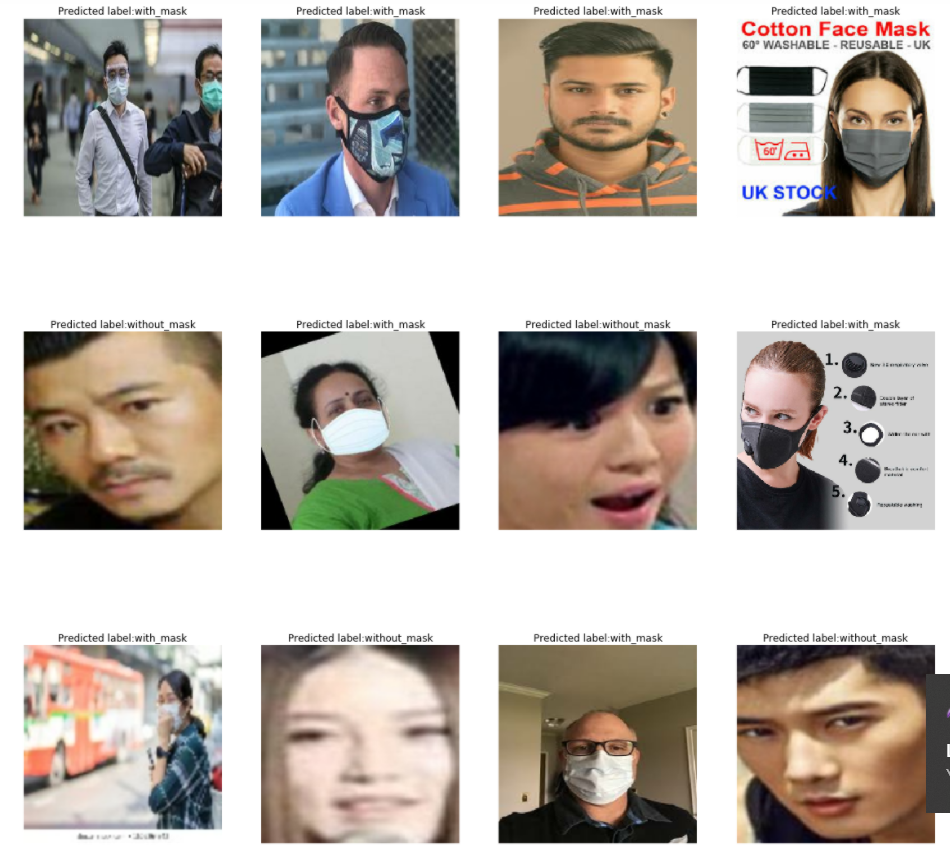 Predicted label:with_mask
Predicted label:with_mask
Predicted label:with_mask
Predicted label:with_mask
Cotton Face Mask
60° WASHABLE - REUSABLE - UK
60°
UK STOCK
Predicted label:without_mask
Predicted label:with_mask
Predicted label:without_mask
Predicted label:with_mask
1.
2.
3.
4.
5.
Predicted label:with_mask
Predicted label:without_mask
Predicted label:with_mask
Predicted label:without_mask